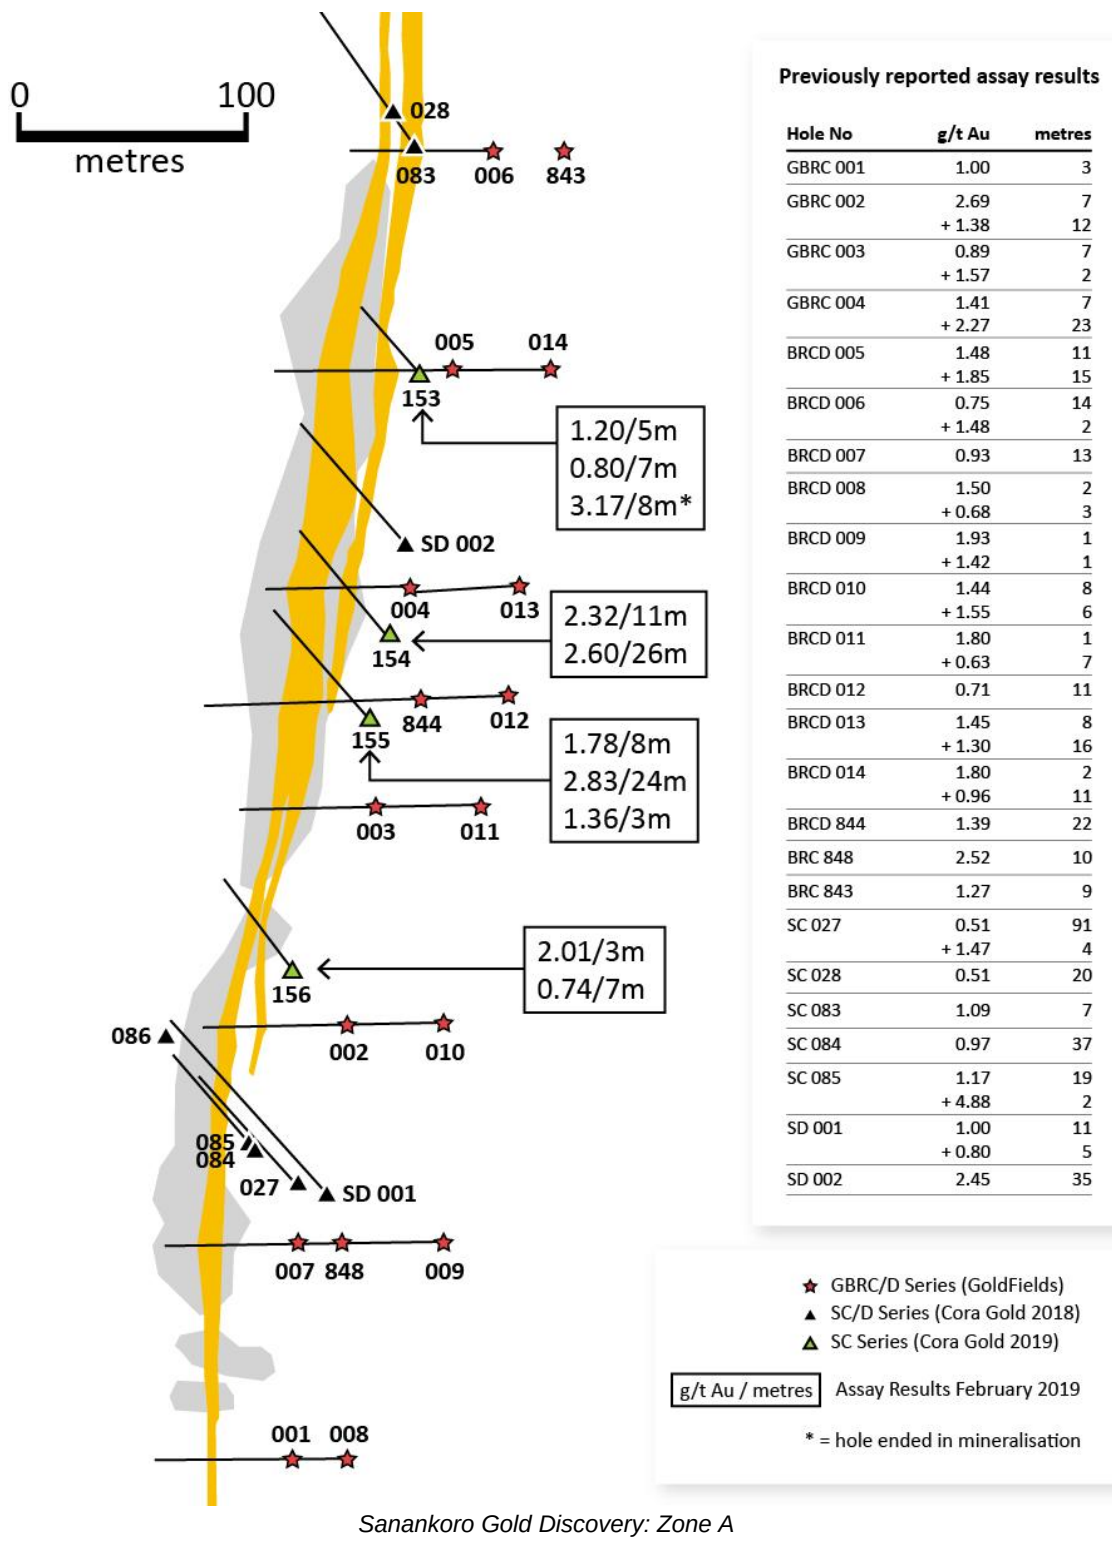 0 100
metres
028
083 006 843
005 014
153
1.20/5m
0.80/7m
3.17/8m*
SD 002
004 013
2.32/11m
2.60/26m
154
844 012
155
1.78/8m
2.83/24m
1.36/3m
003 011
2.01/3m
0.74/7m
156
086
002 010
085
084
027 SD 001
007 848 009
001 008
Previously reported assay results
Hole No g/t Au metres
GBRC 001 1.00 3
GBRC 002 2.69 7
+ 1.38 12
GBRC 003 0.89 7
+ 1.57 2
GBRC 004 1.41 7
+ 2.27 23
BRCD 005 1.48 11
+ 1.85 15
BRCD 006 0.75 14
+ 1.48 2
BRCD 007 0.93 13
BRCD 008 1.50 2
+ 0.68 3
BRCD 009 1.93 1
+ 1.42 1
BRCD 010 1.44 8
+ 1.55 6
BRCD 011 1.80 1
+ 0.63 7
BRCD 012 0.71 11
BRCD 013 1.45 8
+ 1.30 16
BRCD 014 1.80 2
+ 0.96 11
BRCD 844 1.39 22
BRC 848 2.52 10
BRC 843 1.27 9
SC 027 0.51 91
+ 1.47 4
SC 028 0.51 20
SC 083 1.09 7
SC 084 0.97 37
SC 085 1.17 19
+ 4.88 2
SD 001 1.00 11
+ 0.80 5
SD 002 2.45 35
GBRC/D Series (GoldFields)
SC/D Series (Cora Gold 2018)
SC Series (Cora Gold 2019)
g/t Au / metres Assay Results February 2019
* = hole ended in mineralisation
Sanankoro Gold Discovery: Zone A